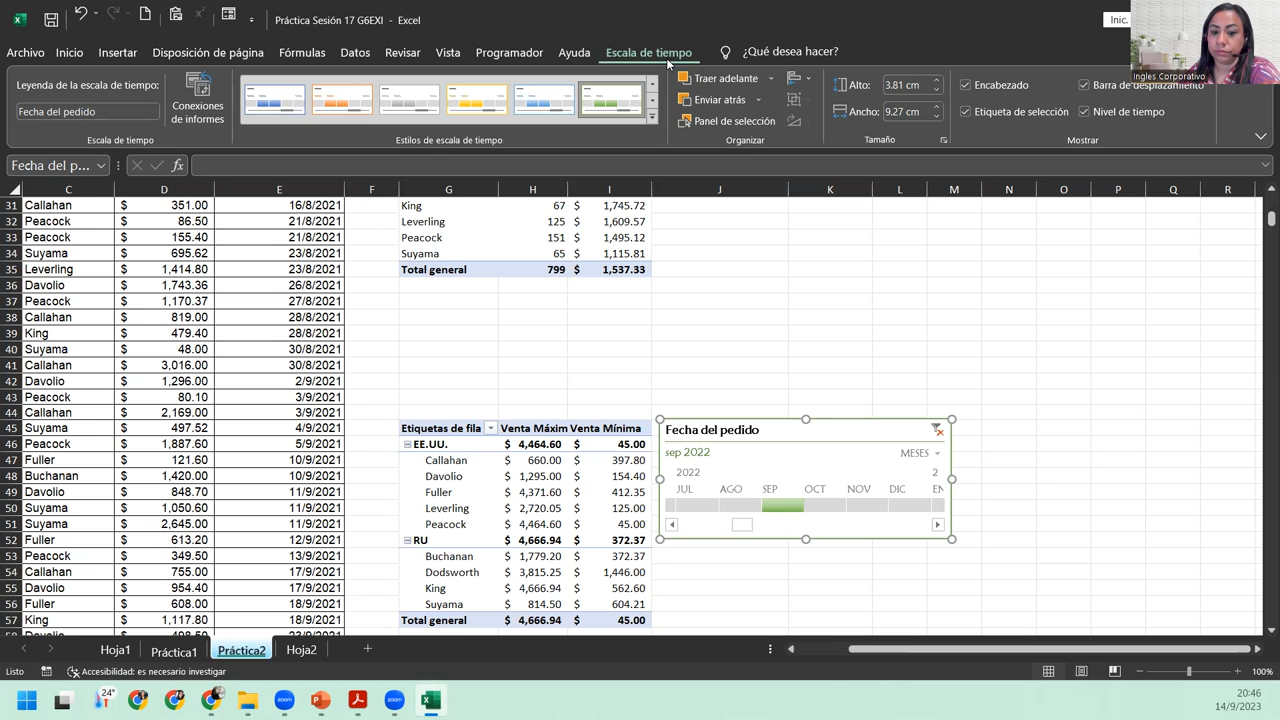 Práctica Sesión 17 G6EXI - Excel
Inic.
Archivo Inicio Insertar Disposición de página Fórmulas Datos Revisar Vista Programador Ayuda Escala de tiempo ¿Qué desea hacer?
Ingles Corporativo
Leyenda de la escala de tiempo:
Fecha del pedido
Conexiones de informes
Traer adelante
Enviar atrás
Panel de selección
Alto: 3.81 cm
Ancho: 9.27 cm
Encabezado
Barra de desplazamiento
Etiqueta de selección
Nivel de tiempo
Escala de tiempo Estilos de escala de tiempo Organizar Tamaño Mostrar
Fecha del p... fx
C D E F G H I J K L M N O P Q R
31 Callahan $ 351.00 16/8/2021 King 67 $ 1,745.72
32 Peacock $ 86.50 21/8/2021 Leverling 125 $ 1,609.57
33 Peacock $ 155.40 21/8/2021 Peacock 151 $ 1,495.12
34 Suyama $ 695.62 23/8/2021 Suyama 65 $ 1,115.81
35 Leverling $ 1,414.80 23/8/2021 Total general 799 $ 1,537.33
36 Davolio $ 1,743.36 26/8/2021
37 Peacock $ 1,170.37 27/8/2021
38 Callahan $ 819.00 28/8/2021
39 King $ 479.40 28/8/2021
40 Suyama $ 48.00 30/8/2021
41 Callahan $ 3,016.00 30/8/2021
42 Davolio $ 1,296.00 2/9/2021
43 Peacock $ 80.10 3/9/2021
44 Callahan $ 2,169.00 3/9/2021
45 Suyama $ 497.52 4/9/2021 Etiquetas de fila Venta Máxim Venta Mínima
46 Peacock $ 1,887.60 5/9/2021 EE.UU. $ 4,464.60 $ 45.00
47 Fuller $ 121.60 10/9/2021 Callahan $ 660.00 $ 397.80
48 Buchanan $ 1,420.00 10/9/2021 Davolio $ 1,295.00 $ 154.40
49 Davolio $ 848.70 11/9/2021 Fuller $ 4,371.60 $ 412.35
50 Suyama $ 1,050.60 11/9/2021 Leverling $ 2,720.05 $ 125.00
51 Suyama $ 2,645.00 11/9/2021 Peacock $ 4,464.60 $ 45.00
52 Fuller $ 613.20 12/9/2021 RU $ 4,666.94 $ 372.37
53 Peacock $ 349.50 13/9/2021 Buchanan $ 1,779.20 $ 372.37
54 Callahan $ 755.00 17/9/2021 Dodsworth $ 3,815.25 $ 1,446.00
55 Davolio $ 954.40 18/9/2021 King $ 4,666.94 $ 562.60
56 Fuller $ 608.00 18/9/2021 Suyama $ 814.50 $ 604.21
57 King $ 1,117.80 18/9/2021 Total general $ 4,666.94 $ 45.00
Fecha del pedido
sep 2022 MESES
2022 2
JUL AGO SEP OCT NOV DIC EN
Hoja1 Práctica1 Práctica2 Hoja2
Listo Accesibilidad: es necesario investigar 100%
24°
20:46
14/9/2023